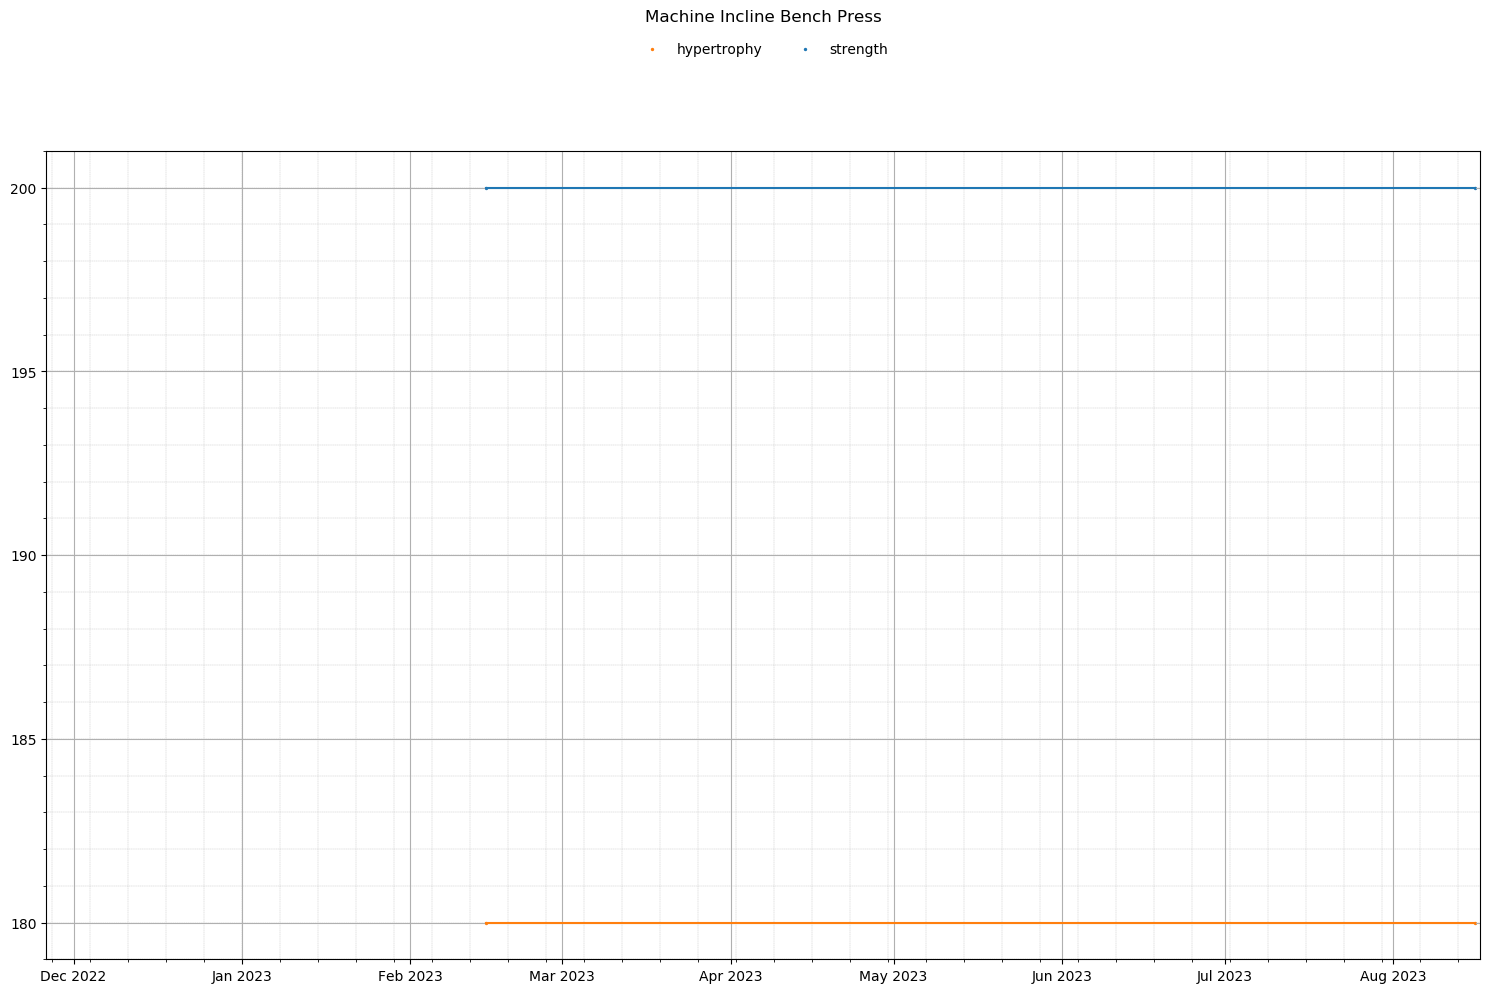 Machine Incline Bench Press
hypertrophy strength
200
195
190
185
180
Dec 2022 Jan 2023 Feb 2023 Mar 2023 Apr 2023 May 2023 Jun 2023 Jul 2023 Aug 2023